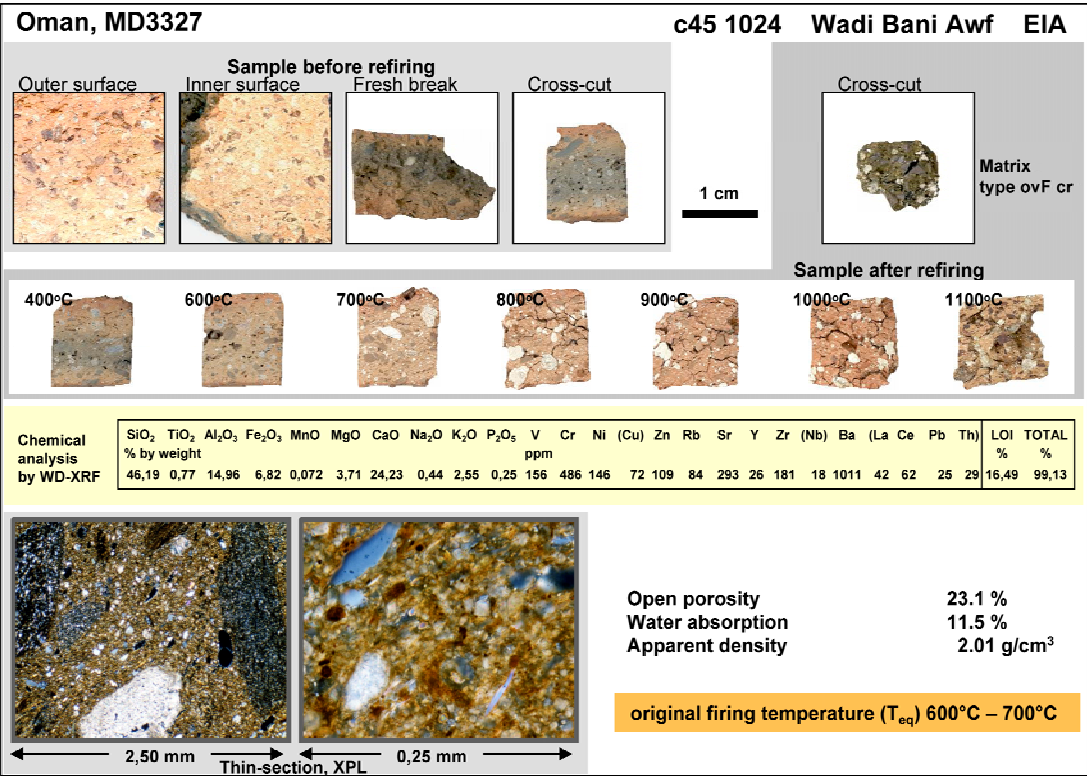 Oman, MD3327
c45 1024 Wadi Bani Awf EIA
Sample before refiring
Outer surface Inner surface Fresh break Cross-cut
Cross-cut
1 cm
Matrix
type ovF cr
Sample after refiring
400°C 600°C 700°C 800°C 900°C 1000°C 1100°C
Chemical
analysis
by WD-XRF
SiO₂ TiO₂ Al₂O₃ Fe₂O₃ MnO MgO CaO Na₂O K₂O P₂O₅ V Cr Ni (Cu) Zn Rb Sr Y Zr (Nb) Ba (La Ce Pb Th) LOI TOTAL
% by weight ppm % %
46,19 0,77 14,96 6,82 0,072 3,71 24,23 0,44 2,55 0,25 156 486 146 72 109 84 293 26 181 18 1011 42 62 25 29 16,49 99,13
Open porosity 23.1 %
Water absorption 11.5 %
Apparent density 2.01 g/cm³
original firing temperature (Teq) 600°C – 700°C
2,50 mm 0,25 mm
Thin-section, XPL